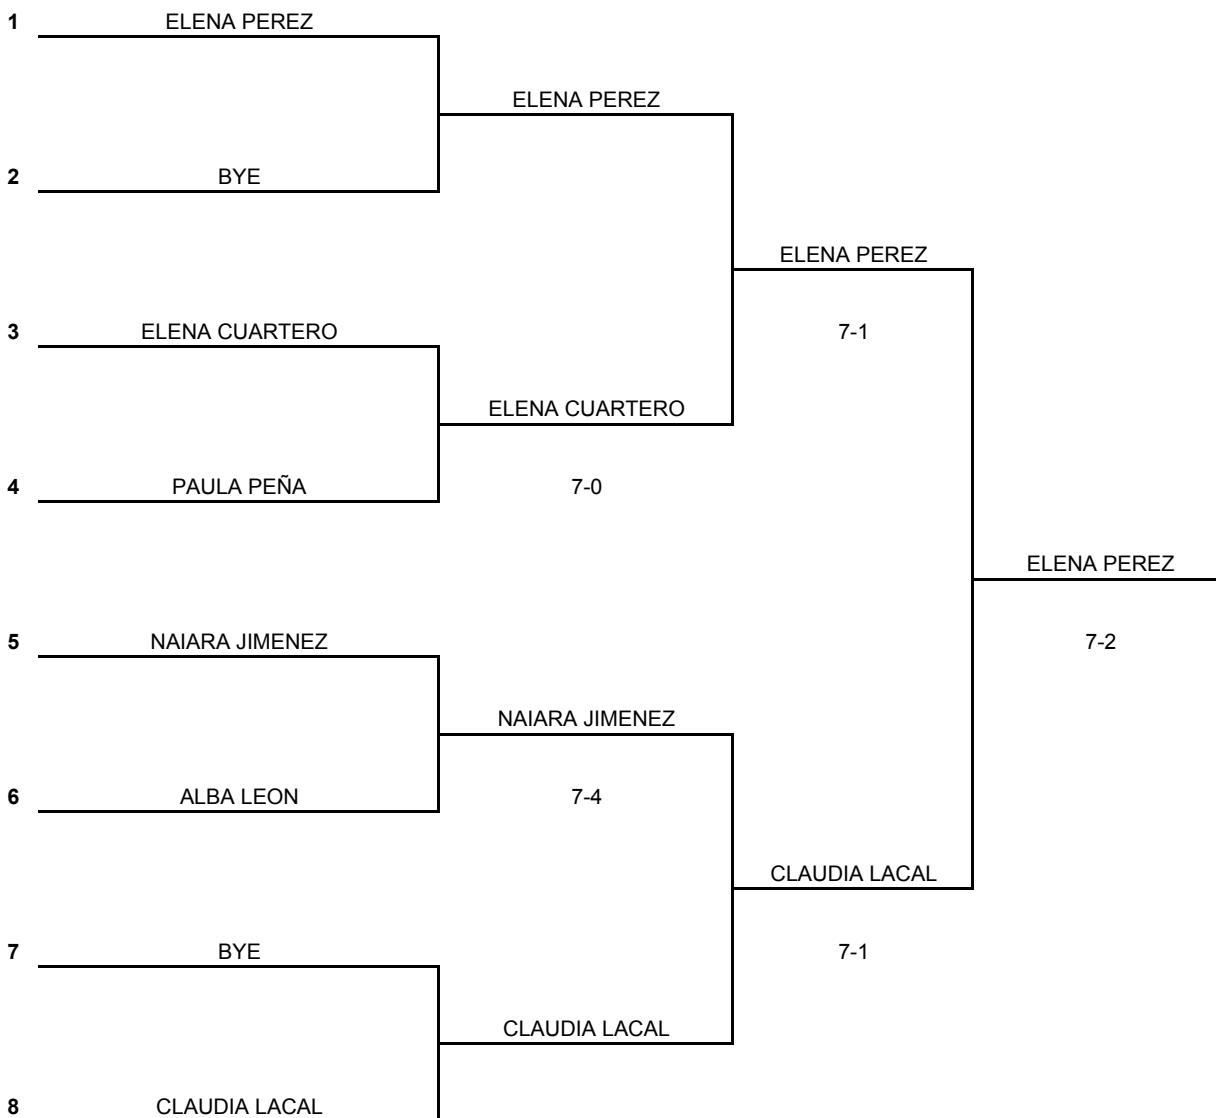 1 ELENA PEREZ
ELENA PEREZ
2 BYE
ELENA PEREZ
3 ELENA CUARTERO 7-1
ELENA CUARTERO
4 PAULA PEÑA 7-0
ELENA PEREZ
5 NAIARA JIMENEZ 7-2
NAIARA JIMENEZ
6 ALBA LEON 7-4
CLAUDIA LACAL
7 BYE 7-1
CLAUDIA LACAL
8 CLAUDIA LACAL